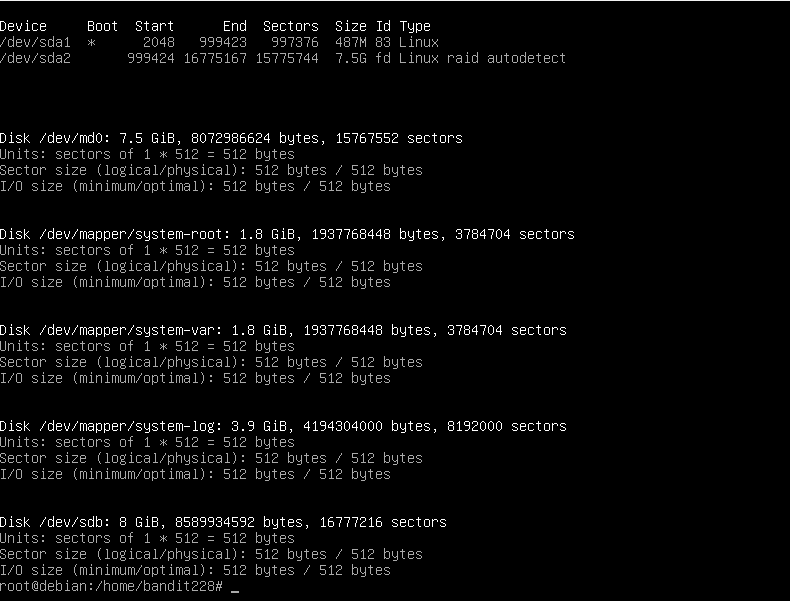 Device     Boot  Start      End  Sectors  Size Id Type
/dev/sda1  *      2048   999423   997376  487M 83 Linux
/dev/sda2       999424 16775167 15775744  7.5G fd Linux raid autodetect
Disk /dev/md0: 7.5 GiB, 8072986624 bytes, 15767552 sectors
Units: sectors of 1 * 512 = 512 bytes
Sector size (logical/physical): 512 bytes / 512 bytes
I/O size (minimum/optimal): 512 bytes / 512 bytes
Disk /dev/mapper/system-root: 1.8 GiB, 1937768448 bytes, 3784704 sectors
Units: sectors of 1 * 512 = 512 bytes
Sector size (logical/physical): 512 bytes / 512 bytes
I/O size (minimum/optimal): 512 bytes / 512 bytes
Disk /dev/mapper/system-var: 1.8 GiB, 1937768448 bytes, 3784704 sectors
Units: sectors of 1 * 512 = 512 bytes
Sector size (logical/physical): 512 bytes / 512 bytes
I/O size (minimum/optimal): 512 bytes / 512 bytes
Disk /dev/mapper/system-log: 3.9 GiB, 4194304000 bytes, 8192000 sectors
Units: sectors of 1 * 512 = 512 bytes
Sector size (logical/physical): 512 bytes / 512 bytes
I/O size (minimum/optimal): 512 bytes / 512 bytes
Disk /dev/sdb: 8 GiB, 8589934592 bytes, 16777216 sectors
Units: sectors of 1 * 512 = 512 bytes
Sector size (logical/physical): 512 bytes / 512 bytes
I/O size (minimum/optimal): 512 bytes / 512 bytes
root@debian:/home/bandit228# _